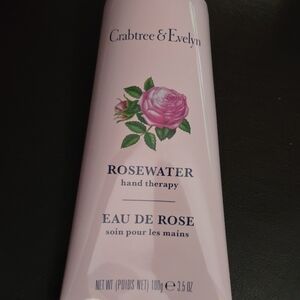 Crabtree & Evelyn
ROSEWATER
hand therapy
EAU DE ROSE
soin pour les mains
NET WT (POIDS NET) 100g ℮ 3.5 OZ